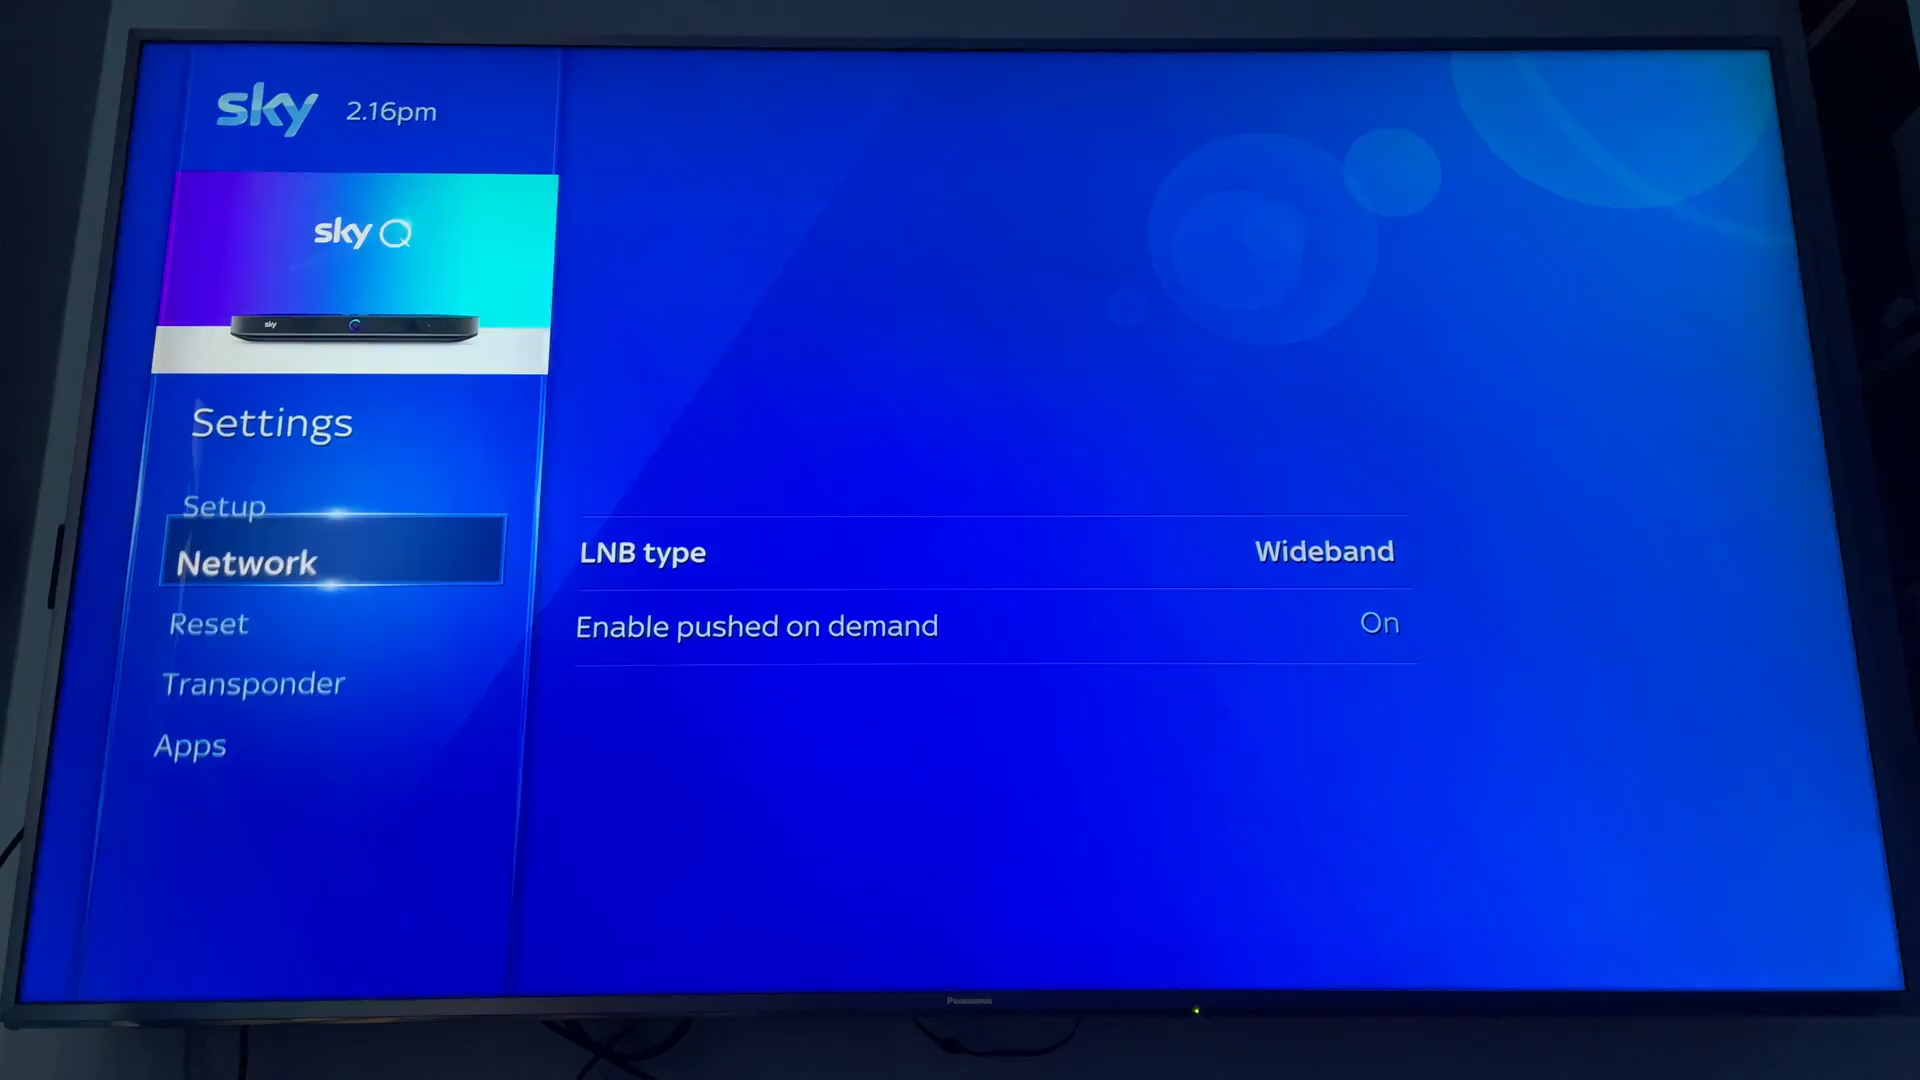 sky 2.16pm
sky Q
sky
Settings
Setup
Network
Reset
Transponder
Apps
LNB type Wideband
Enable pushed on demand On
Panasonic